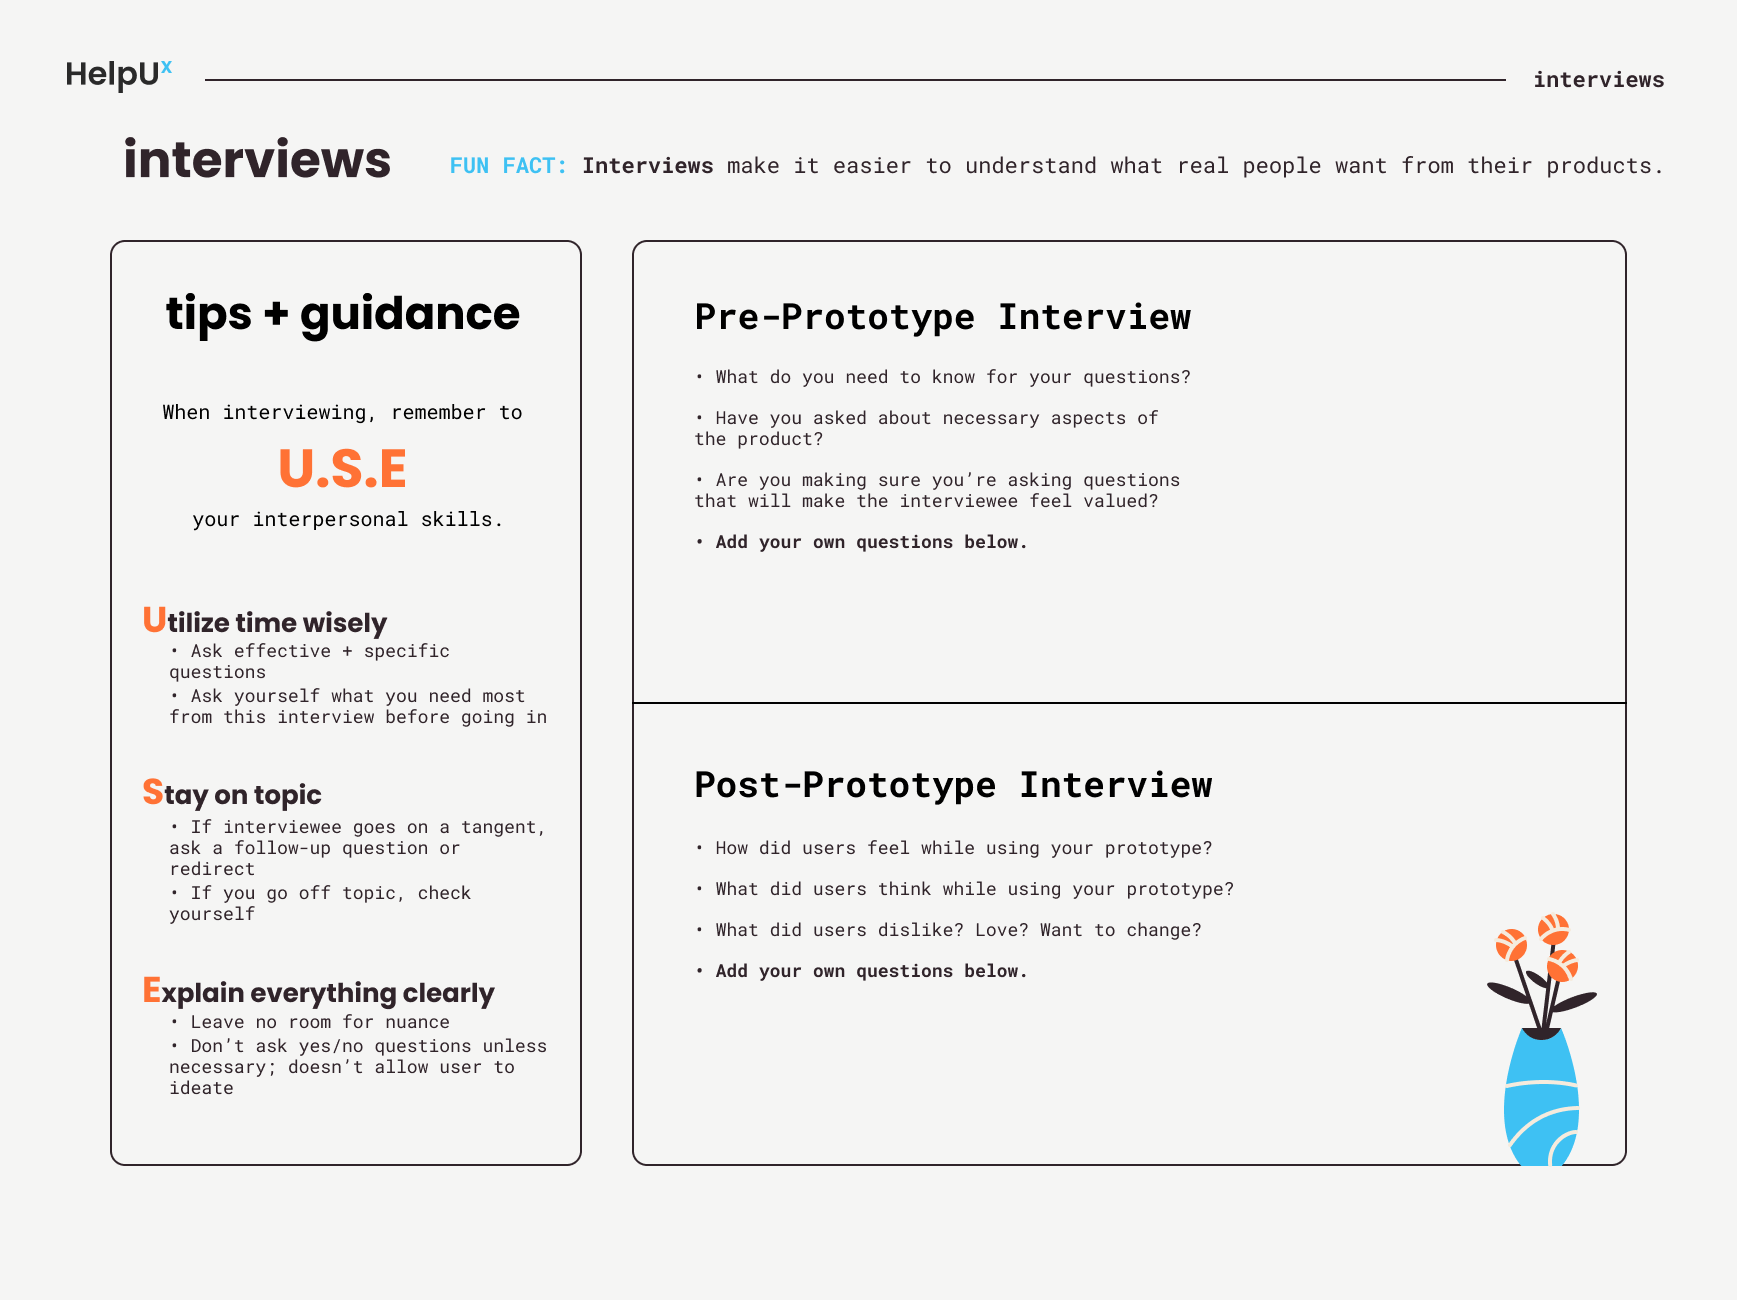 HelpUx
interviews
interviews
FUN FACT: Interviews make it easier to understand what real people want from their products.
tips + guidance
When interviewing, remember to
U.S.E
your interpersonal skills.
Utilize time wisely
• Ask effective + specific
questions
• Ask yourself what you need most
from this interview before going in
Stay on topic
• If interviewee goes on a tangent,
ask a follow-up question or
redirect
• If you go off topic, check
yourself
Explain everything clearly
• Leave no room for nuance
• Don’t ask yes/no questions unless
necessary; doesn’t allow user to
ideate
Pre-Prototype Interview
• What do you need to know for your questions?
• Have you asked about necessary aspects of
the product?
• Are you making sure you’re asking questions
that will make the interviewee feel valued?
• Add your own questions below.
Post-Prototype Interview
• How did users feel while using your prototype?
• What did users think while using your prototype?
• What did users dislike? Love? Want to change?
• Add your own questions below.